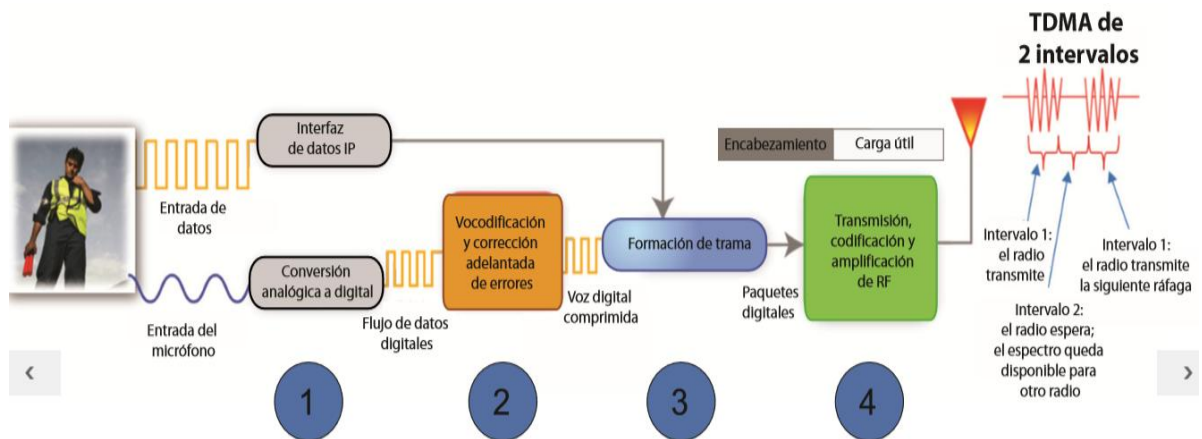 TDMA de
2 intervalos
Interfaz
de datos IP
Encabezamiento
Carga útil
Entrada de
datos
Vocodificación
y corrección
adelantada
de errores
Formación de trama
Transmisión,
codificación y
amplificación
de RF
Conversión
analógica a digital
Entrada del
micrófono
Flujo de datos
digitales
Voz digital
comprimida
Paquetes
digitales
Intervalo 1:
el radio
transmite
Intervalo 1:
el radio transmite
la siguiente ráfaga
Intervalo 2:
el radio espera;
el espectro queda
disponible para
otro radio
1
2
3
4